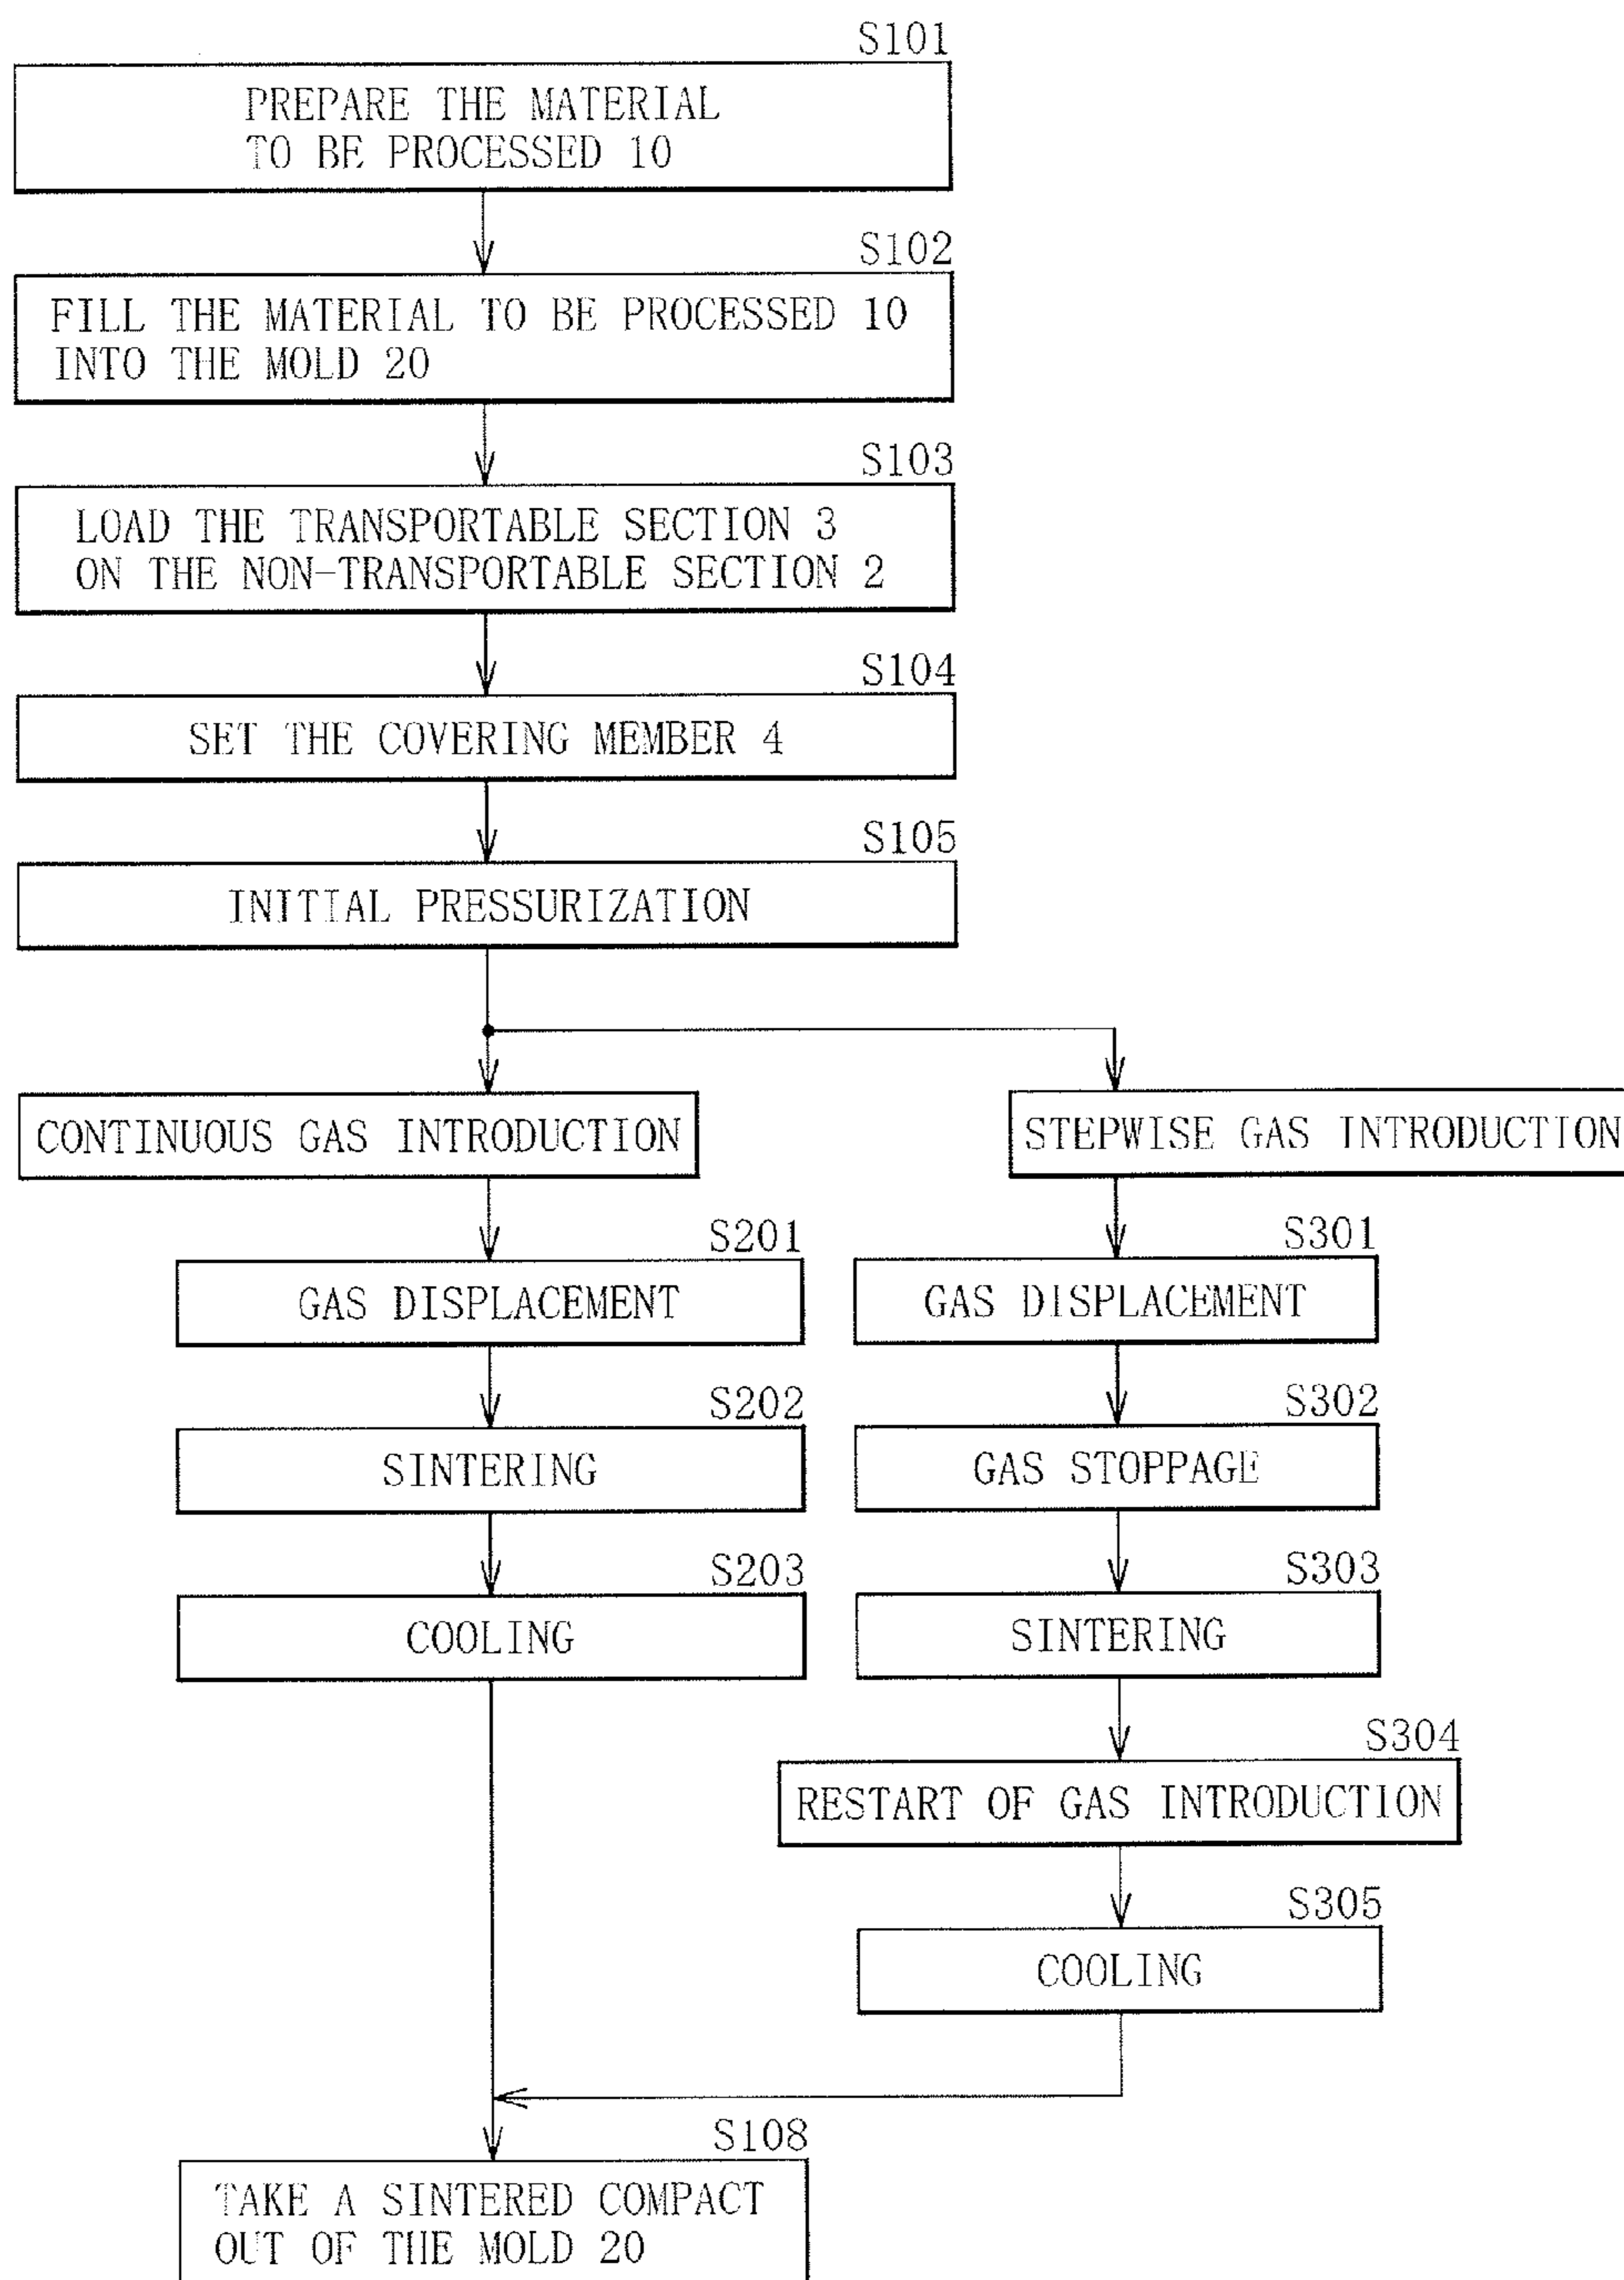 S101
PREPARE THE MATERIAL
TO BE PROCESSED 10
S102
FILL THE MATERIAL TO BE PROCESSED 10
INTO THE MOLD 20
S103
LOAD THE TRANSPORTABLE SECTION 3
ON THE NON-TRANSPORTABLE SECTION 2
S104
SET THE COVERING MEMBER 4
S105
INITIAL PRESSURIZATION
CONTINUOUS GAS INTRODUCTION
S201
GAS DISPLACEMENT
S202
SINTERING
S203
COOLING
STEPWISE GAS INTRODUCTION
S301
GAS DISPLACEMENT
S302
GAS STOPPAGE
S303
SINTERING
S304
RESTART OF GAS INTRODUCTION
S305
COOLING
S108
TAKE A SINTERED COMPACT
OUT OF THE MOLD 20